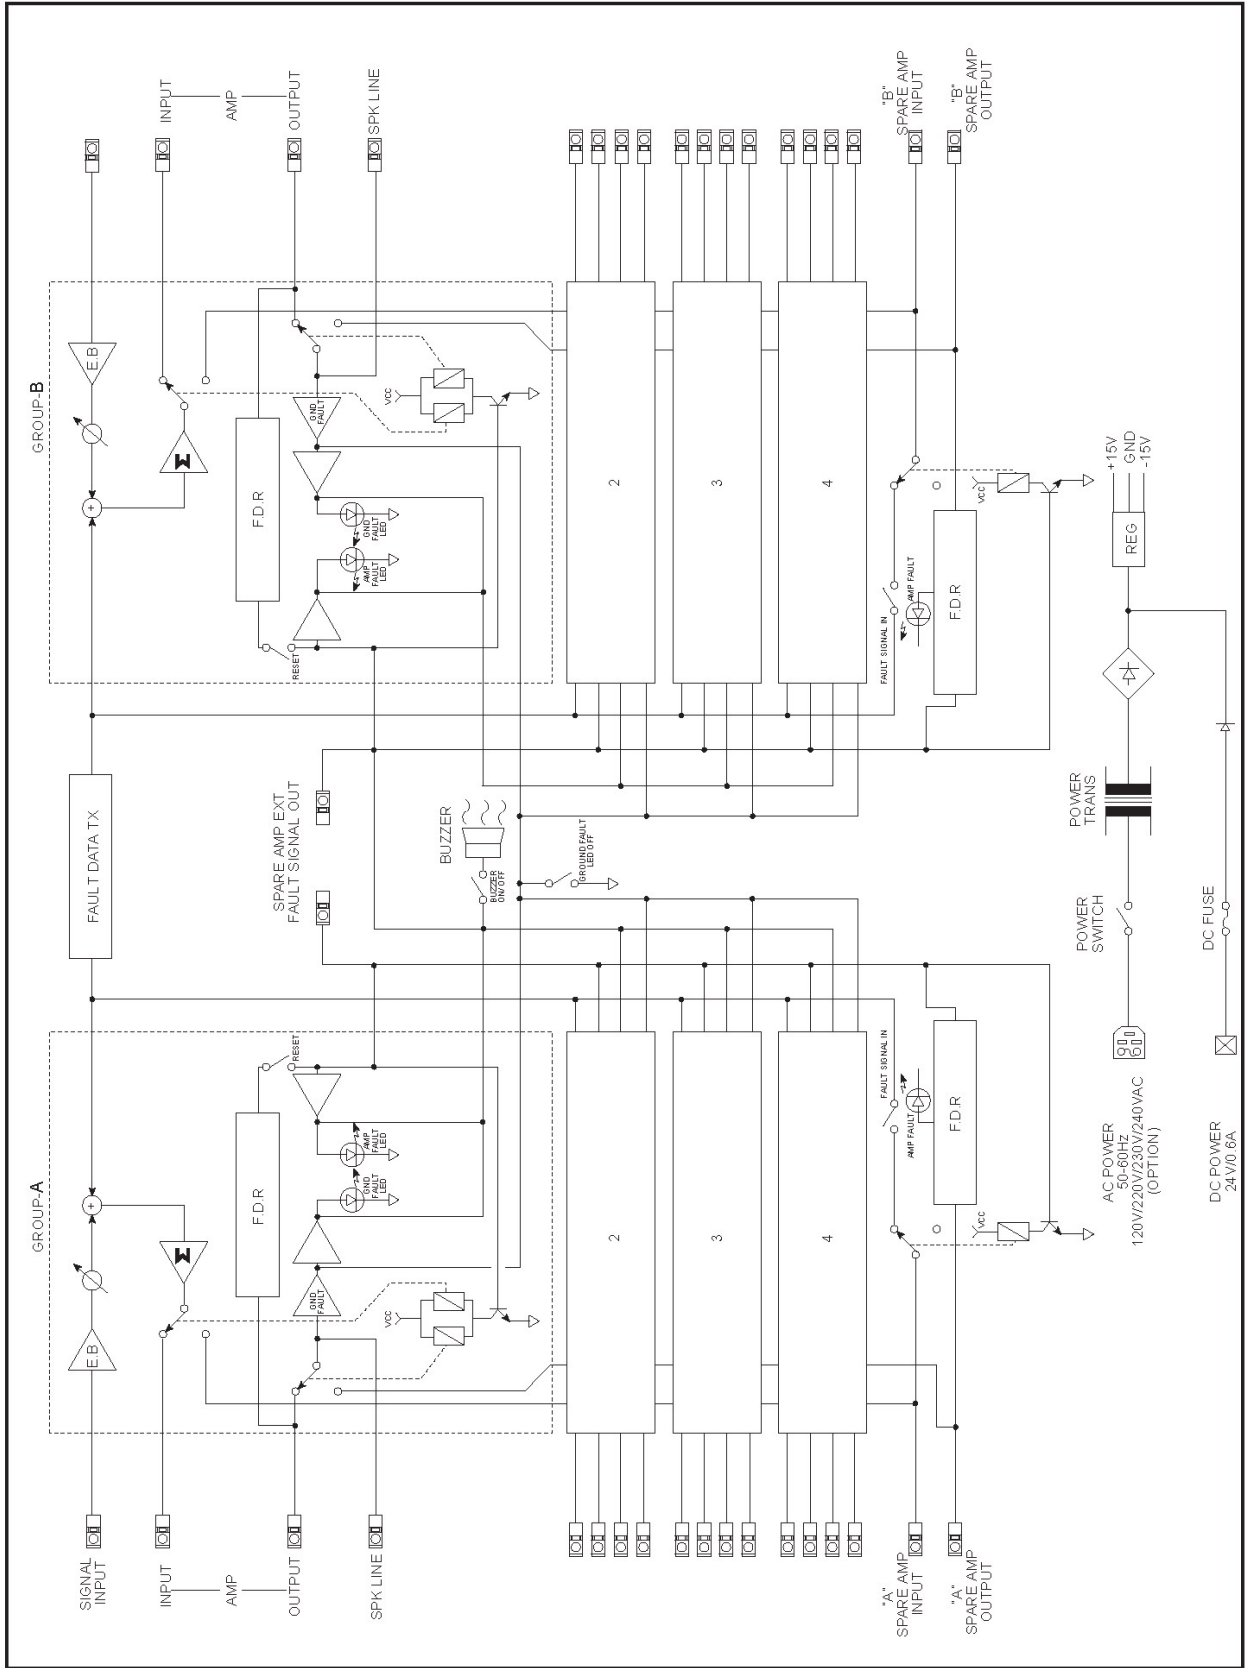 GROUP-A
SIGNAL
INPUT
INPUT
AMP
OUTPUT
SPK LINE
E.B
+
Σ
F.D.R
RESET
GND
FAULT
GND
FAULT
LED
AMP
FAULT
LED
VCC
2
3
4
"A"
SPARE AMP
INPUT
"A"
SPARE AMP
OUTPUT
FAULT SIGNAL IN
AMP FAULT
F.D.R
VCC
FAULT DATA TX
SPARE AMP EXT
FAULT SIGNAL OUT
BUZZER
BUZZER
ON/OFF
GROUND FAULT
LED OFF
GROUP-B
INPUT
AMP
OUTPUT
SPK LINE
E.B
+
Σ
F.D.R
RESET
GND
FAULT
AMP
FAULT
LED
GND
FAULT
LED
VCC
2
3
4
"B"
SPARE AMP
INPUT
"B"
SPARE AMP
OUTPUT
FAULT SIGNAL IN
AMP FAULT
F.D.R
VCC
AC POWER
50-60Hz
120V/220V/230V/240VAC
(OPTION)
POWER
SWITCH
POWER
TRANS
REG
+15V
GND
-15V
DC POWER
24V/0.6A
DC FUSE